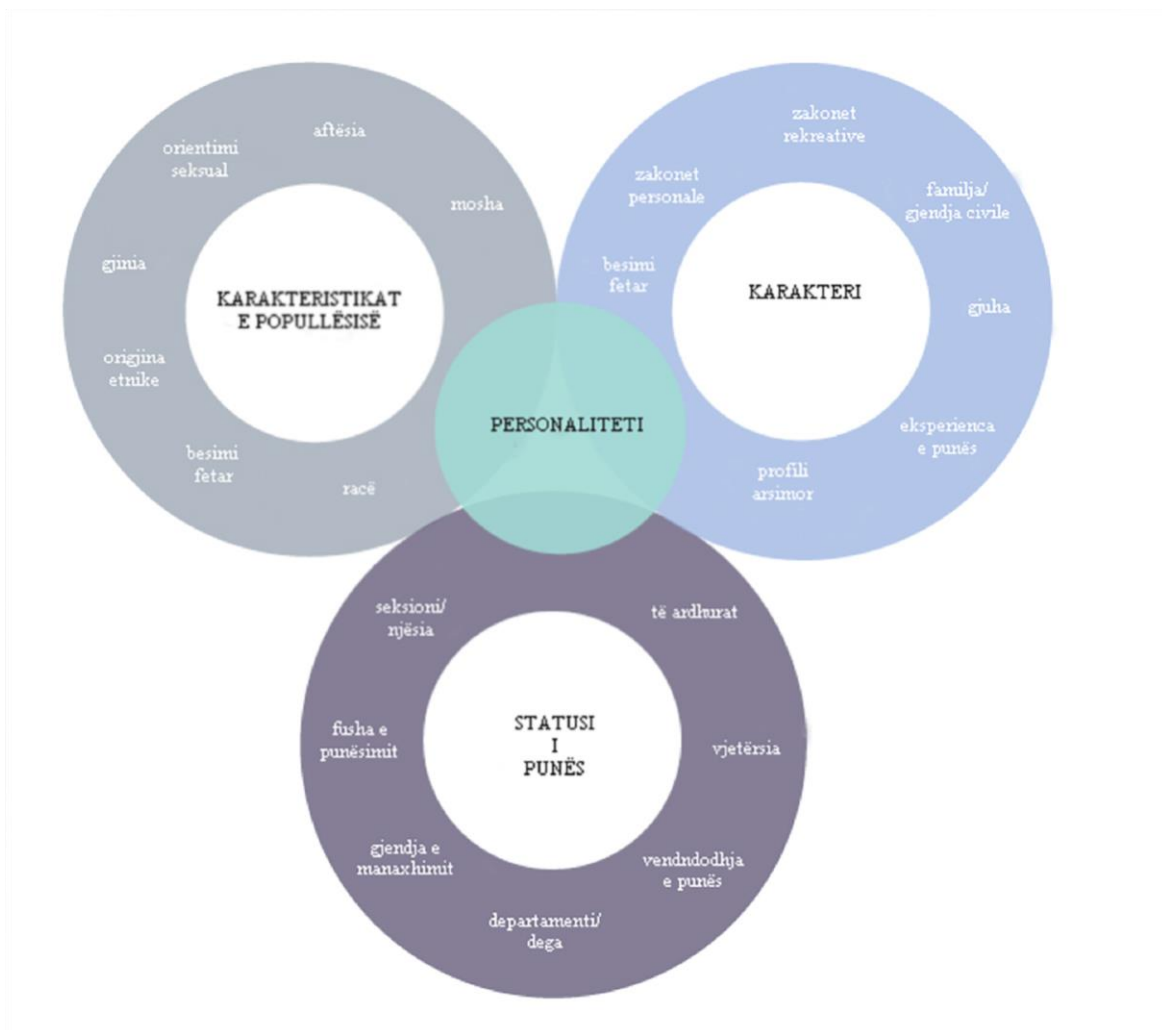 aftësia
orientimi
seksual
mosha
gjinia
KARAKTERISTIKAT
E POPULLËSISË
origjina
etnike
besimi
fetar
racë
zakonet
rekreative
zakonet
personale
familja/
gjendja civile
besimi
fetar
KARAKTERI
gjuha
eksperienca
e punës
profili
arsimor
PERSONALITETI
seksioni/
njësia
të ardhurat
fusha e
punësimit
STATUSI
I
PUNËS
vjetërsia
gjendja e
manaxhimit
vendndodhja
e punës
departamenti/
dega